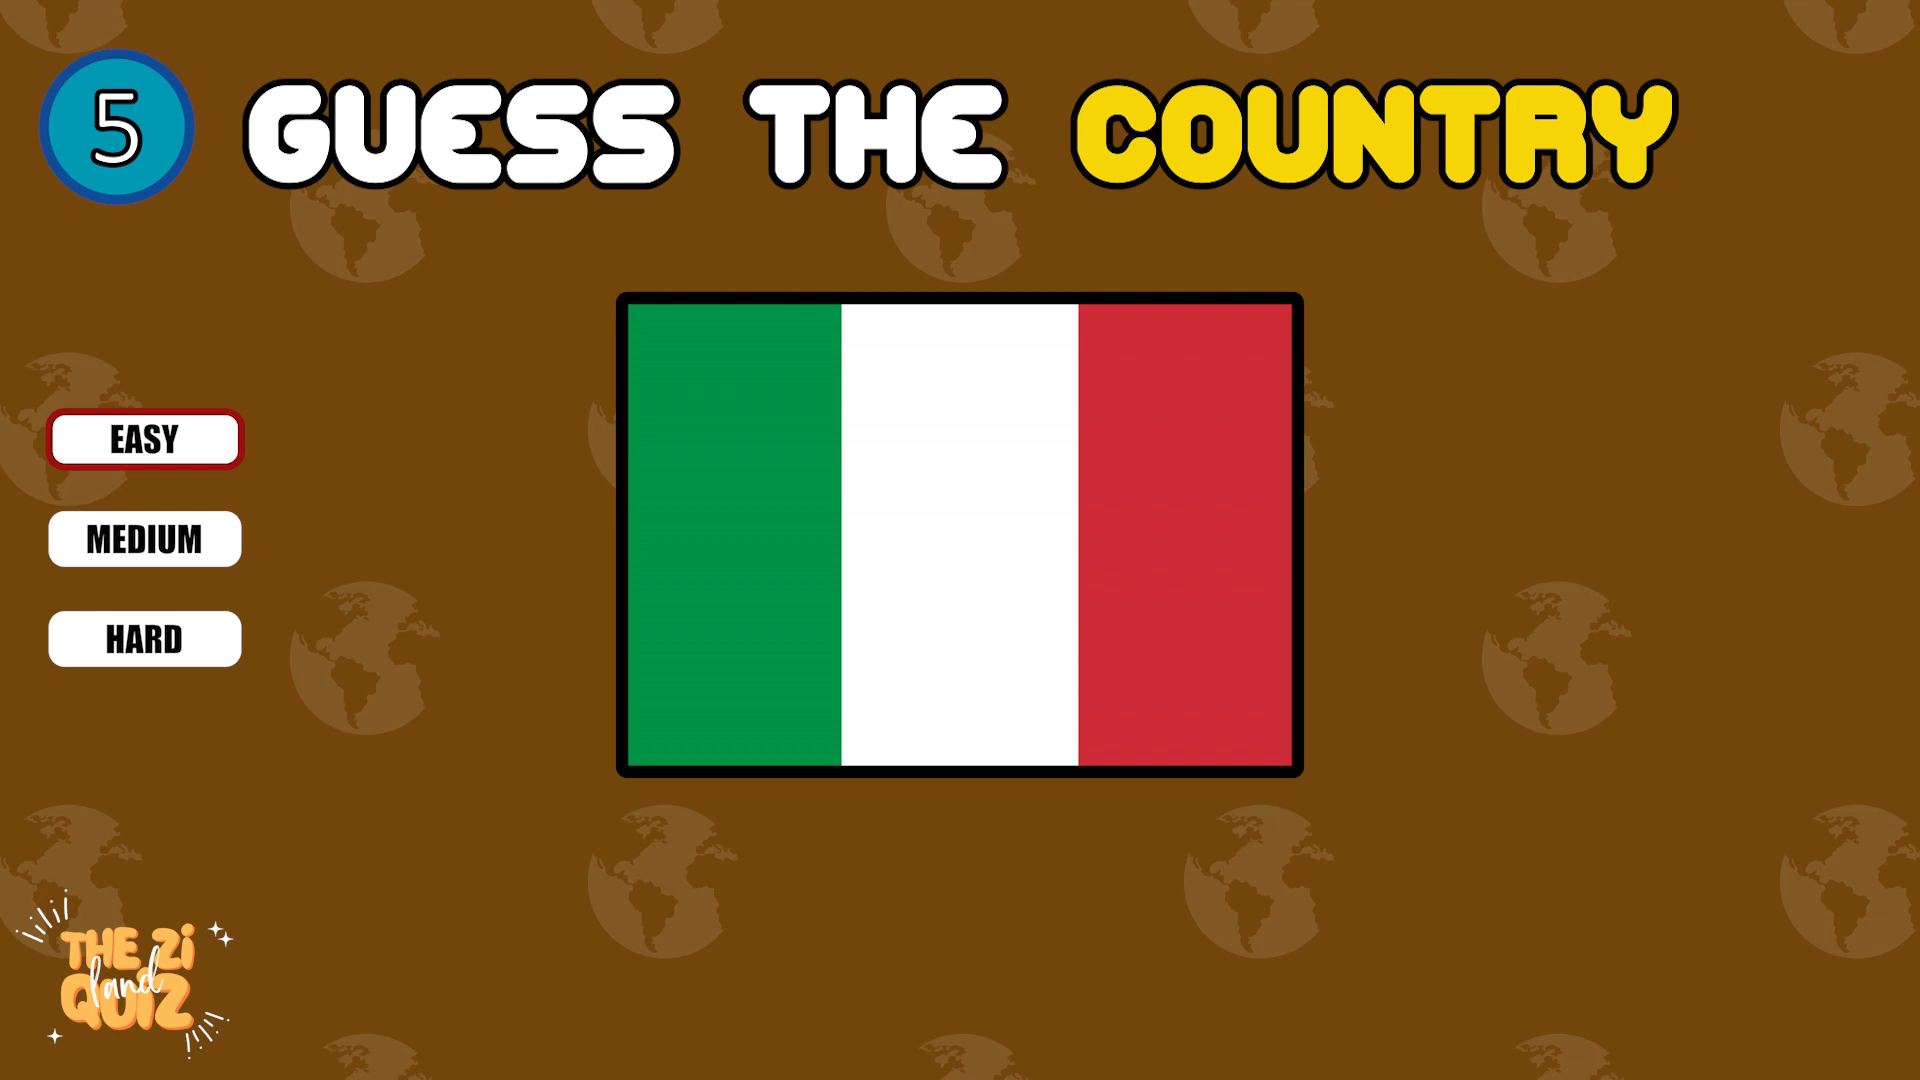 5
GUESS THE COUNTRY
EASY
MEDIUM
HARD
THE Zi
land
QUIZ